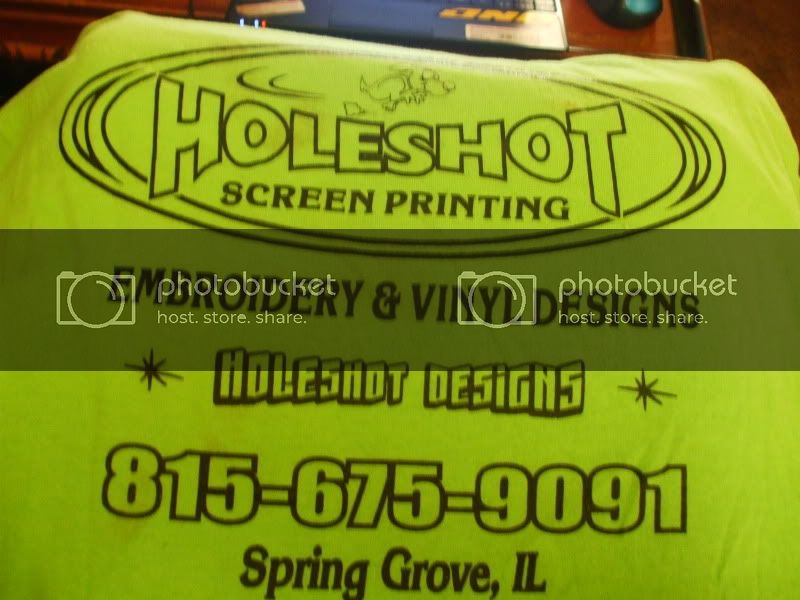 HOLESHOT
SCREEN PRINTING
EMBROIDERY & VINYL DESIGNS
photobucket photobucket
host. store. share. host. store. share.
HOLESHOT DESIGNS
815-675-9091
Spring Grove, IL